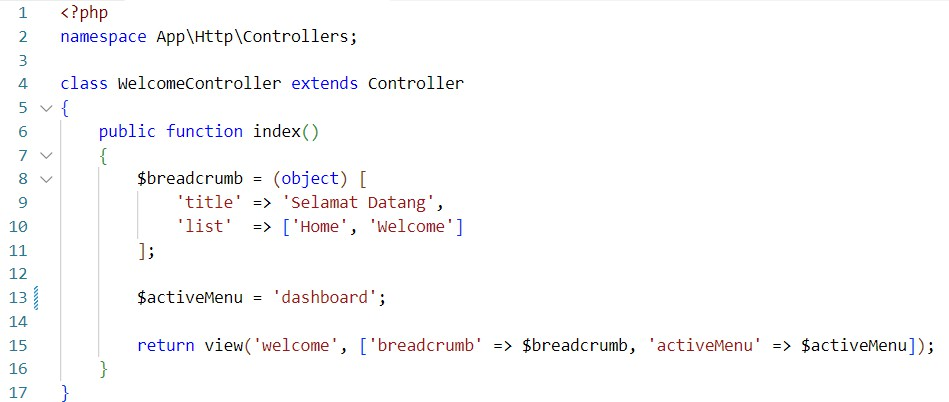 1 <?php
2 namespace App\Http\Controllers;
3
4 class WelcomeController extends Controller
5 {
6     public function index()
7     {
8         $breadcrumb = (object) [
9             'title' => 'Selamat Datang',
10             'list'  => ['Home', 'Welcome']
11         ];
12
13         $activeMenu = 'dashboard';
14
15         return view('welcome', ['breadcrumb' => $breadcrumb, 'activeMenu' => $activeMenu]);
16     }
17 }